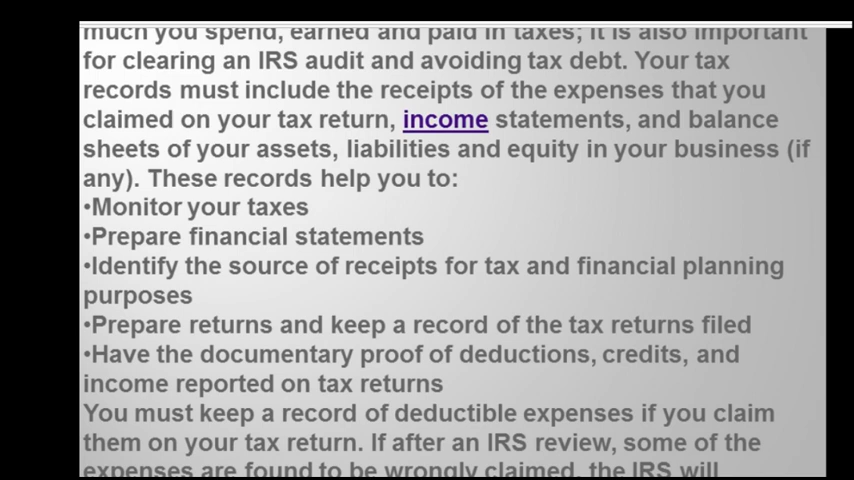 much you spend, earned and paid in taxes; it is also important
for clearing an IRS audit and avoiding tax debt. Your tax
records must include the receipts of the expenses that you
claimed on your tax return, income statements, and balance
sheets of your assets, liabilities and equity in your business (if
any). These records help you to:
•Monitor your taxes
•Prepare financial statements
•Identify the source of receipts for tax and financial planning
purposes
•Prepare returns and keep a record of the tax returns filed
•Have the documentary proof of deductions, credits, and
income reported on tax returns
You must keep a record of deductible expenses if you claim
them on your tax return. If after an IRS review, some of the
expenses are found to be wrongly claimed, the IRS will